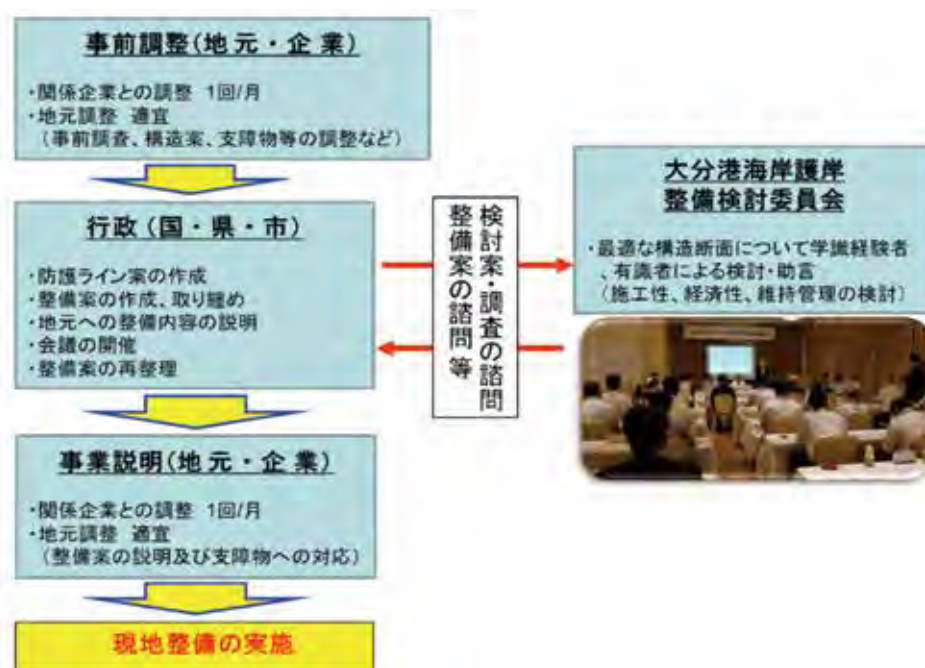 事前調整(地元・企業)
・関係企業との調整 1回/月
・地元調整 適宜
(事前調査、構造案、支障物等の調整など)
行政(国・県・市)
・防護ライン案の作成
・整備案の作成、取り纏め
・地元への整備内容の説明
・会議の開催
・整備案の再整理
検討案・調査の諮問
整備案の諮問 等
大分港海岸護岸
整備検討委員会
・最適な構造断面について学識経験者
、有識者による検討・助言
(施工性、経済性、維持管理の検討)
事業説明(地元・企業)
・関係企業との調整 1回/月
・地元調整 適宜
(整備案の説明及び支障物への対応)
現地整備の実施